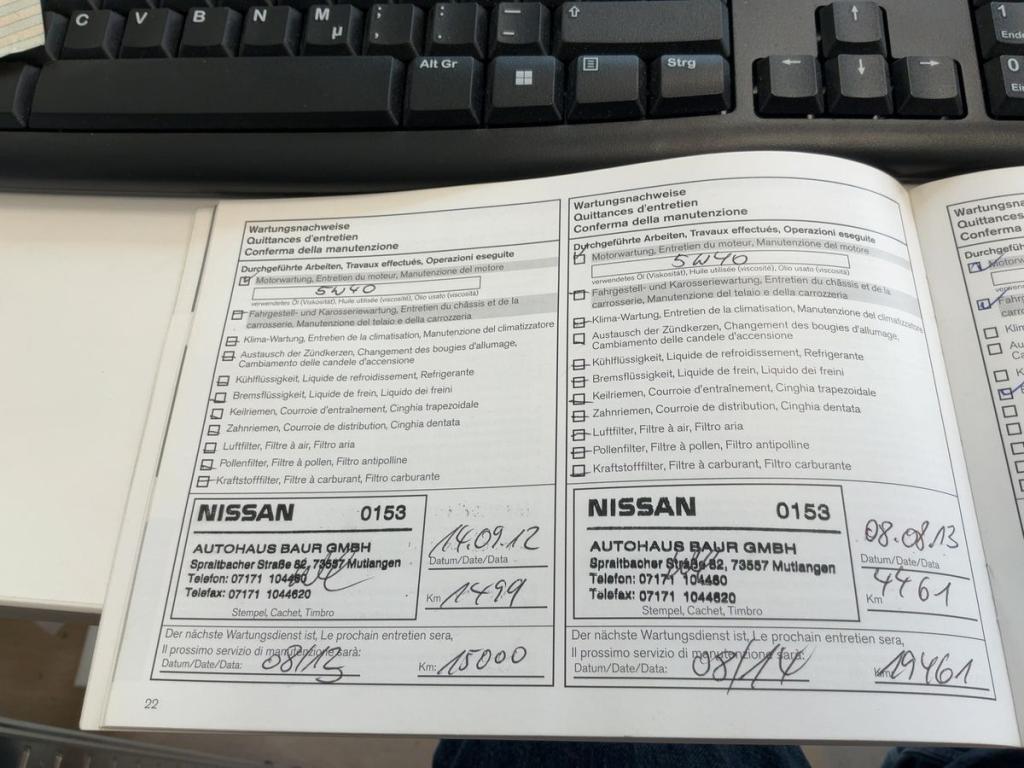 C V B N M µ ; , : . _ - ⇧ ↑ 1 Ende
Alt Gr Strg ← ↓ → 0
Wartungsnachweise
Quittances d'entretien
Conferma della manutenzione
Durchgeführte Arbeiten, Travaux effectués, Operazioni eseguite
Motorwartung, Entretien du moteur, Manutenzione del motore
5W40
verwendetes Öl (Viskosität), Huile utilisée (viscosité), Olio usato (viscosità)
Fahrgestell- und Karosseriewartung, Entretien du châssis et de la
carrosserie, Manutenzione del telaio e della carrozzeria
Klima-Wartung, Entretien de la climatisation, Manutenzione del climatizzatore
Austausch der Zündkerzen, Changement des bougies d'allumage,
Cambiamento delle candele d'accensione
Kühlflüssigkeit, Liquide de refroidissement, Refrigerante
Bremsflüssigkeit, Liquide de frein, Liquido dei freini
Keilriemen, Courroie d'entraînement, Cinghia trapezoidale
Zahnriemen, Courroie de distribution, Cinghia dentata
Luftfilter, Filtre à air, Filtro aria
Pollenfilter, Filtre à pollen, Filtro antipolline
Kraftstofffilter, Filtre à carburant, Filtro carburante
NISSAN 0153
AUTOHAUS BAUR GMBH
Spraitbacher Straße 82, 73557 Mutlangen
Telefon: 07171 104460
Telefax: 07171 1044620
Stempel, Cachet, Timbro
14.09.12
Datum/Date/Data
Km 1499
Der nächste Wartungsdienst ist, Le prochain entretien sera,
Il prossimo servizio di manutenzione sarà:
Datum/Date/Data: 08/13 Km: 15000
22
Wartungsnachweise
Quittances d'entretien
Conferma della manutenzione
Durchgeführte Arbeiten, Travaux effectués, Operazioni eseguite
Motorwartung, Entretien du moteur, Manutenzione del motore
5W40
verwendetes Öl (Viskosität), Huile utilisée (viscosité), Olio usato (viscosità)
Fahrgestell- und Karosseriewartung, Entretien du châssis et de la
carrosserie, Manutenzione del telaio e della carrozzeria
Klima-Wartung, Entretien de la climatisation, Manutenzione del climatizzatore
Austausch der Zündkerzen, Changement des bougies d'allumage,
Cambiamento delle candele d'accensione
Kühlflüssigkeit, Liquide de refroidissement, Refrigerante
Bremsflüssigkeit, Liquide de frein, Liquido dei freini
Keilriemen, Courroie d'entraînement, Cinghia trapezoidale
Zahnriemen, Courroie de distribution, Cinghia dentata
Luftfilter, Filtre à air, Filtro aria
Pollenfilter, Filtre à pollen, Filtro antipolline
Kraftstofffilter, Filtre à carburant, Filtro carburante
NISSAN 0153
AUTOHAUS BAUR GMBH
Spraitbacher Straße 82, 73557 Mutlangen
Telefon: 07171 104460
Telefax: 07171 1044620
Stempel, Cachet, Timbro
08.08.13
Datum/Date/Data
Km 4461
Der nächste Wartungsdienst ist, Le prochain entretien sera,
Il prossimo servizio di manutenzione sarà:
Datum/Date/Data: 08/14 Km 19461
Wartungsna
Quittances
Conferma
Durchgefüh
Motorw
Fahrg